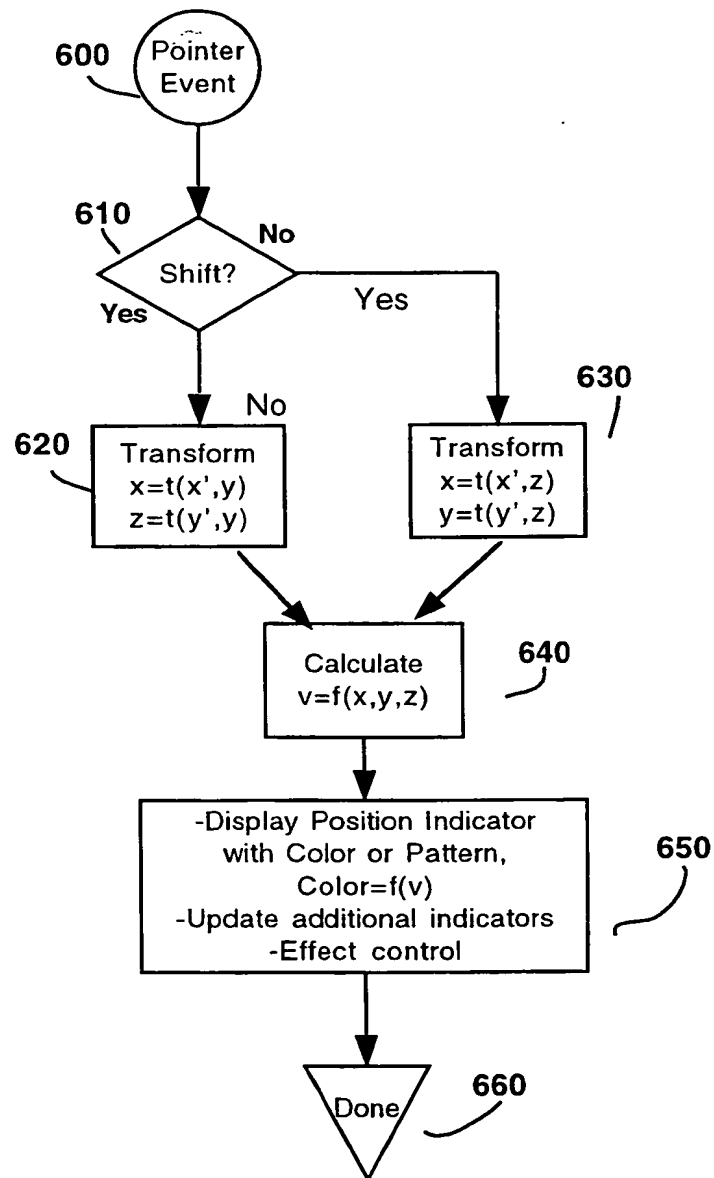 Pointer
Event
600
610
No
Shift?
Yes
Yes
No
630
620
Transform
x=t(x',y)
z=t(y',y)
Transform
x=t(x',z)
y=t(y',z)
Calculate
v=f(x,y,z)
640
-Display Position Indicator
with Color or Pattern,
Color=f(v)
-Update additional indicators
-Effect control
650
Done
660